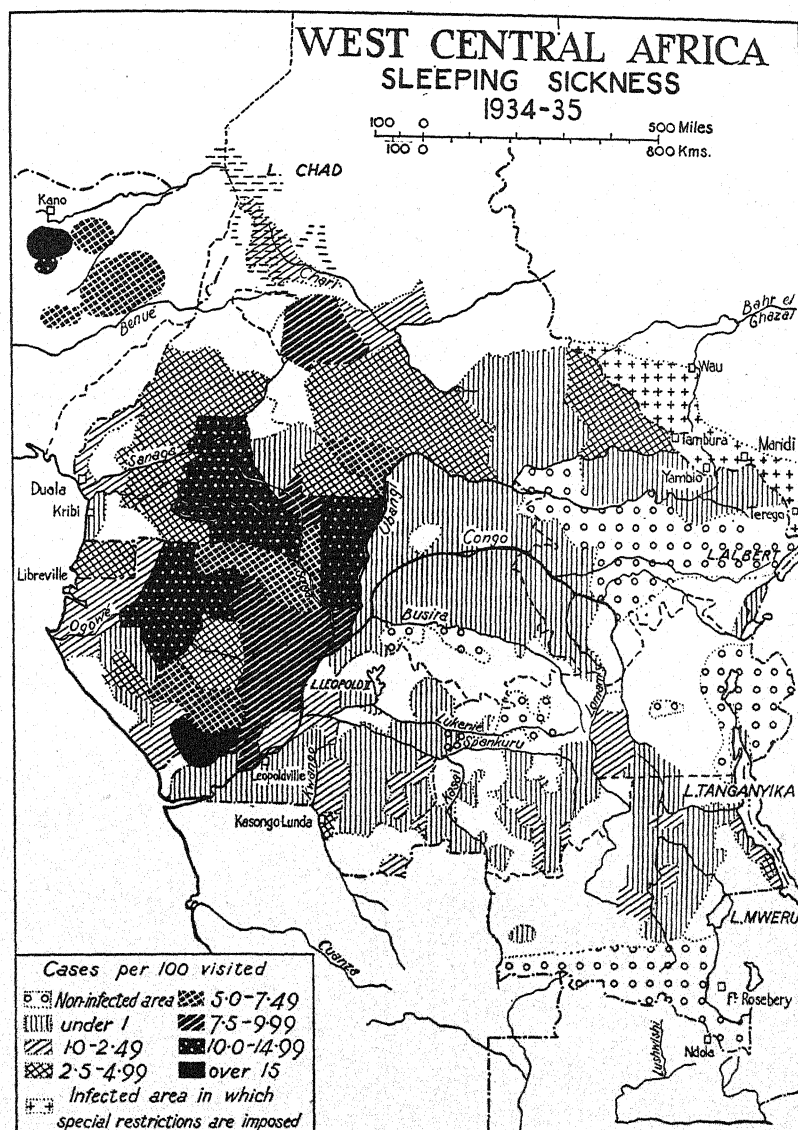 WEST CENTRAL AFRICA
SLEEPING SICKNESS
1934-35
100 0 500 Miles
100 0 800 Kms.
L. CHAD
Kano
Chari
Benue
Bahr el
Ghazal
Wau
Tambura
Maridi
Sanaga
Yambio
Duala
Kribi
Obangi
Terego
Congo
L.ALBERT
Libreville
Ogowe
Busira
L.LEOPOLD II
Lomami
Lukenie
Sankuru
Leopoldville
Kwango
Kasai
L.TANGANYIKA
Kasongo Lunda
L.MWERU
Cuanza
Ft. Rosebery
Ndola
Cases per 100 visited
Non-infected area 5·0-7·49
under 1 7·5-9·99
1·0-2·49 10·0-14·99
2·5-4·99 over 15
Infected area in which
special restrictions are imposed